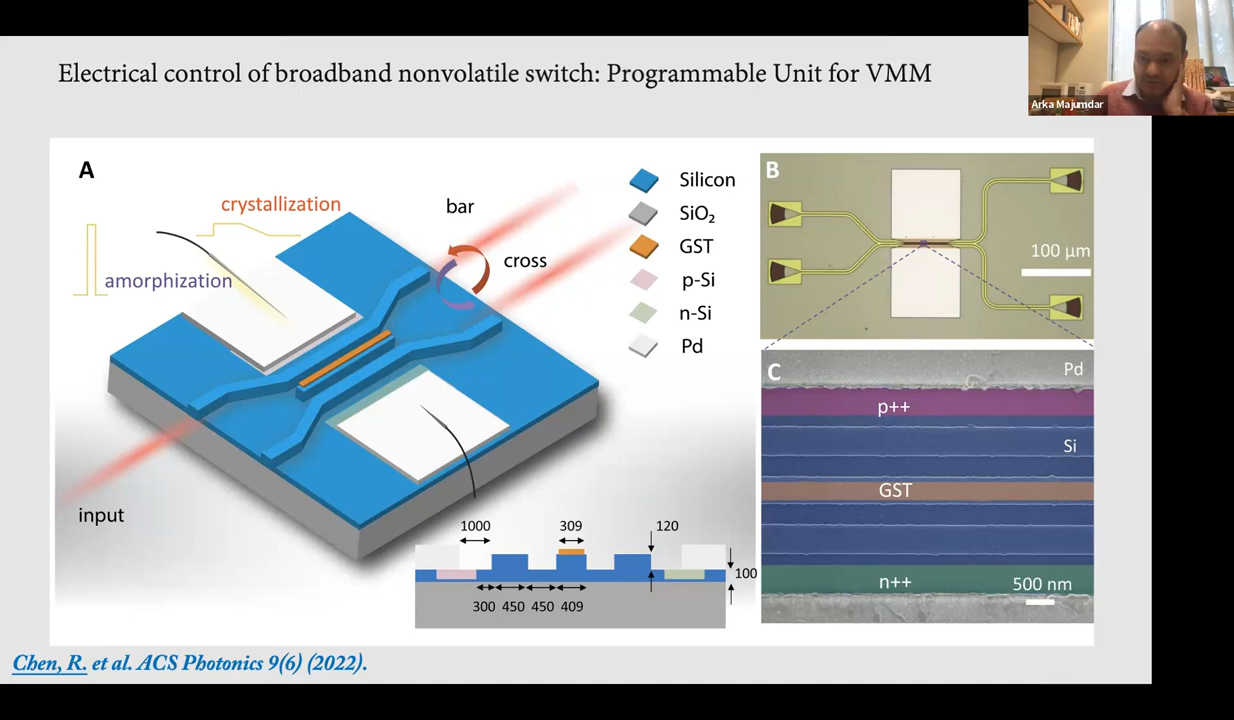 Electrical control of broadband nonvolatile switch: Programmable Unit for VMM
Arka Majumdar
A
crystallization
amorphization
bar
cross
input
Silicon
SiO₂
GST
p-Si
n-Si
Pd
1000
309
120
100
300 450 450 409
B
100 µm
C
Pd
p++
Si
GST
n++
500 nm
Chen, R. et al. ACS Photonics 9(6) (2022).